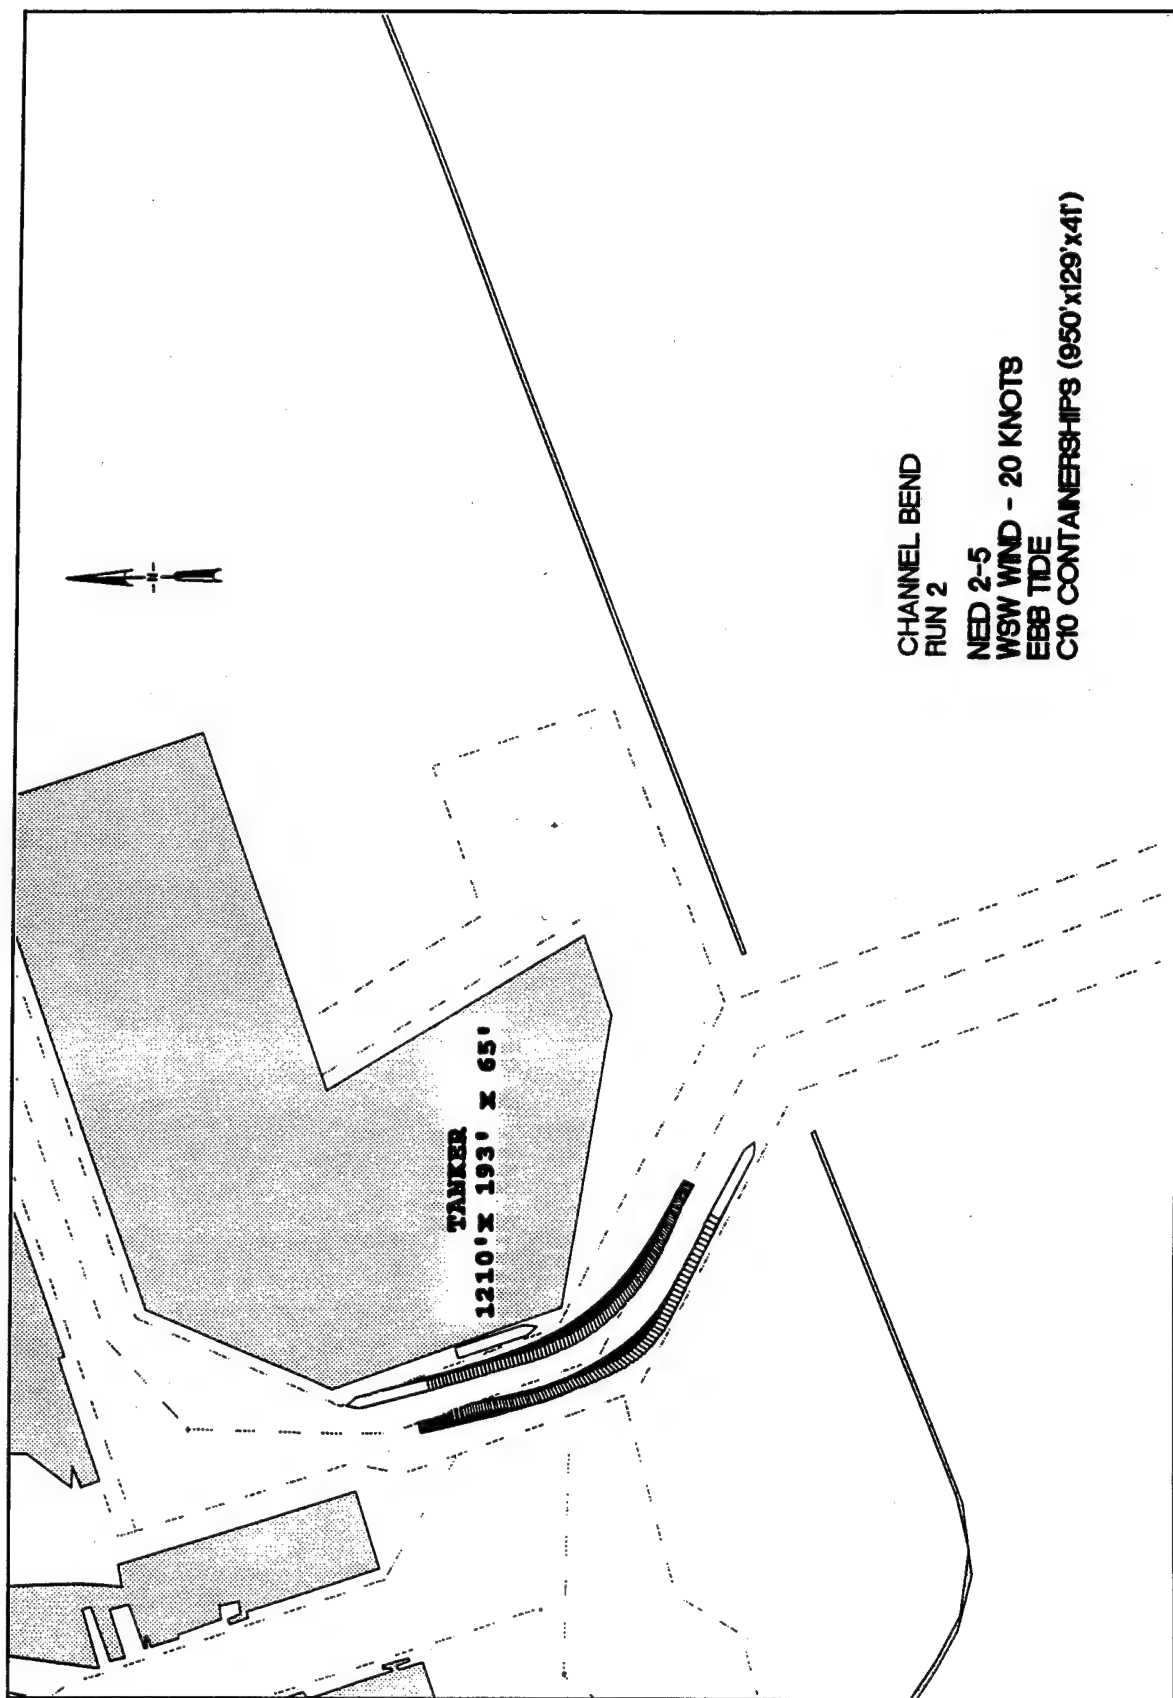 N
TANKER
1210'X 193' X 65'
CHANNEL BEND
RUN 2
NED 2-5
WSW WIND - 20 KNOTS
EBB TIDE
C10 CONTAINERSHIPS (950'x129'x41')